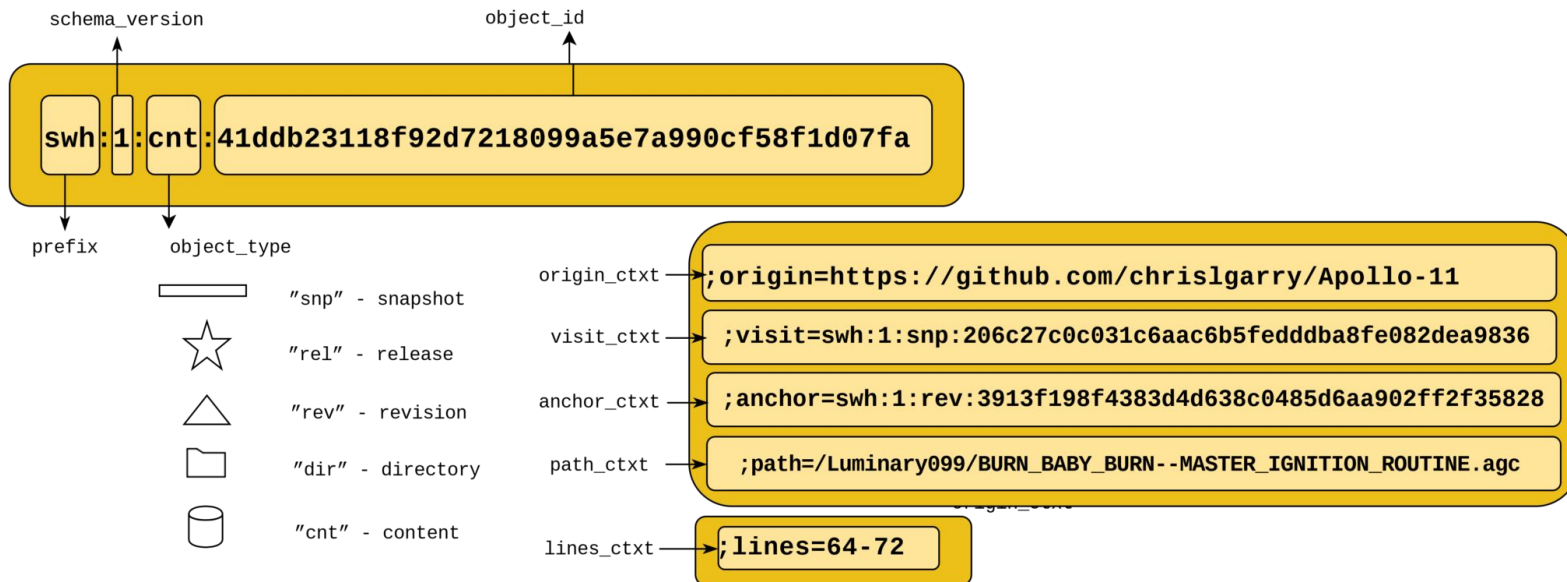 schema_version
object_id
swh:1:cnt:41ddb23118f92d7218099a5e7a990cf58f1d07fa
prefix
object_type
”snp” - snapshot
”rel” - release
”rev” - revision
”dir” - directory
”cnt” - content
origin_ctxt
;origin=https://github.com/chrislgarry/Apollo-11
visit_ctxt
;visit=swh:1:snp:206c27c0c031c6aac6b5fedddba8fe082dea9836
anchor_ctxt
;anchor=swh:1:rev:3913f198f4383d4d638c0485d6aa902ff2f35828
path_ctxt
;path=/Luminary099/BURN_BABY_BURN--MASTER_IGNITION_ROUTINE.agc
lines_ctxt
;lines=64-72